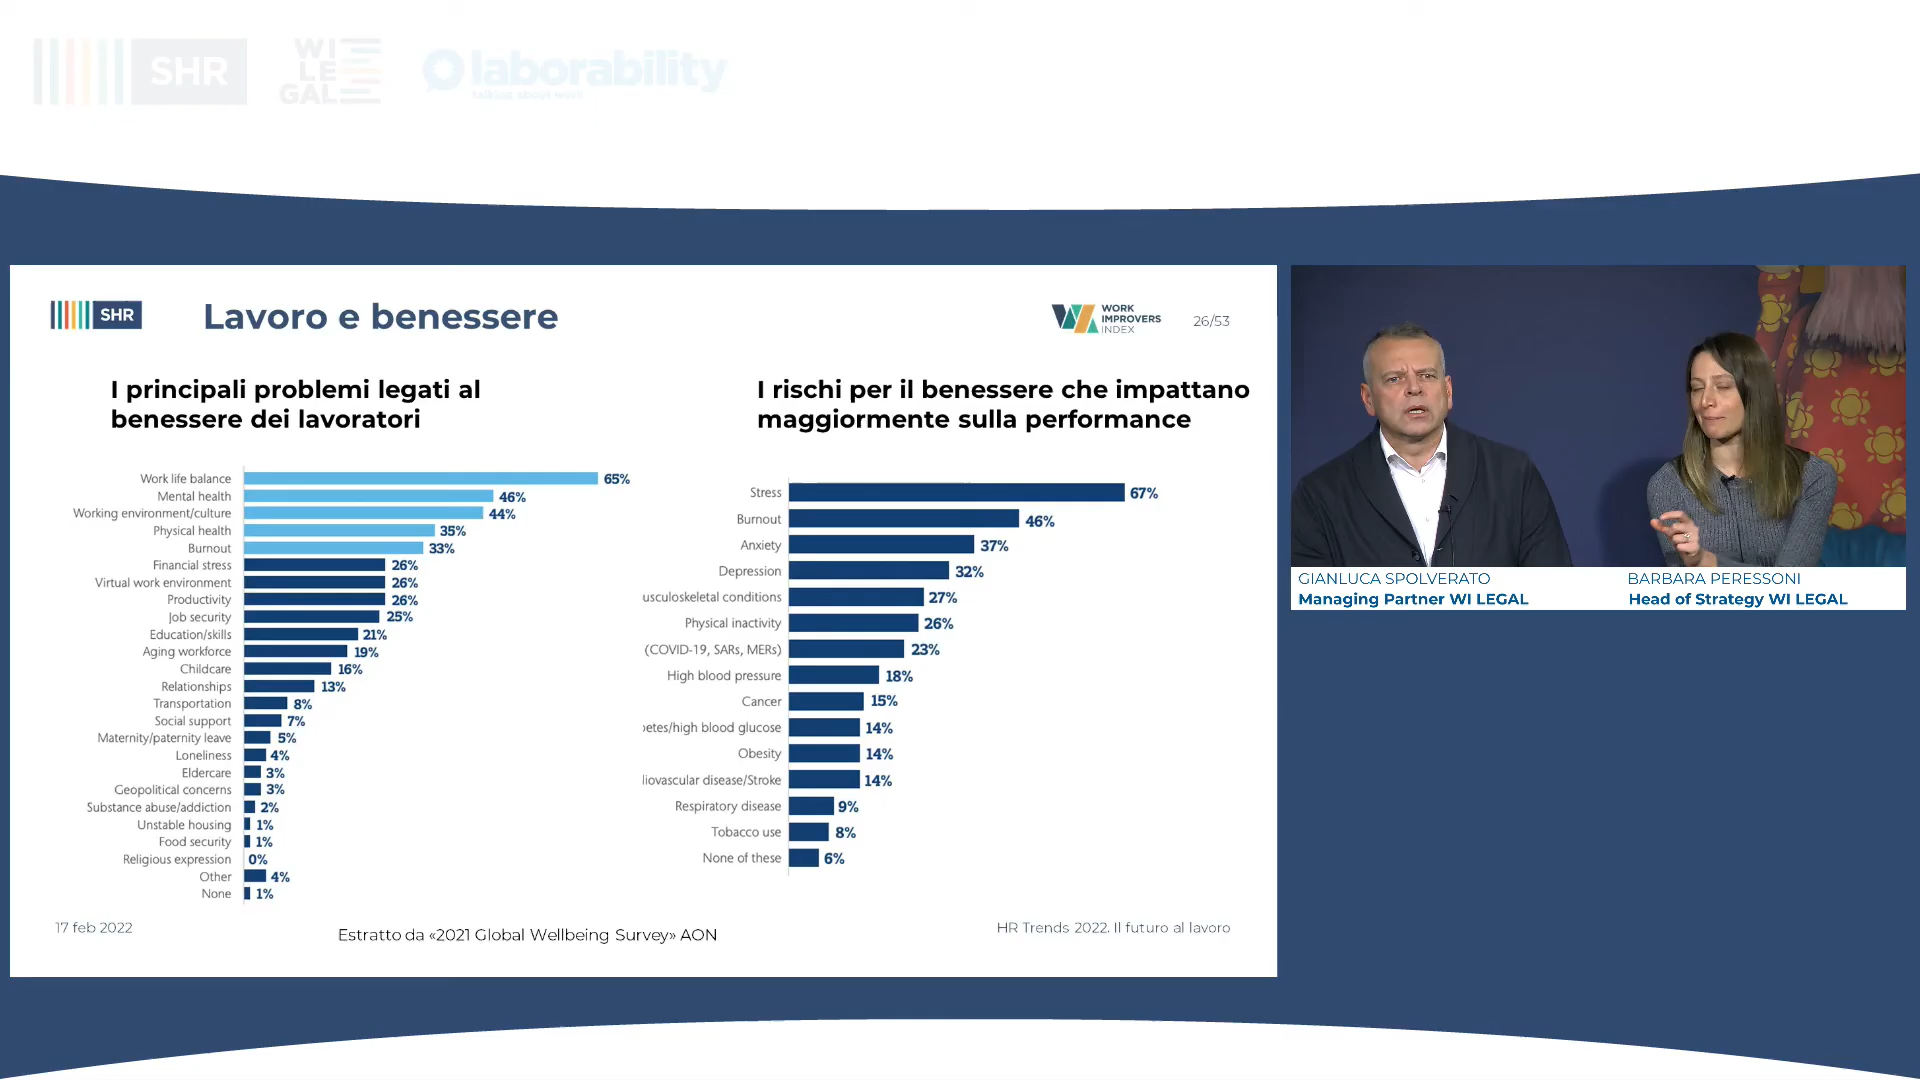 SHR
WI
LE
GAL
laborability
talking about work
SHR
Lavoro e benessere
WORK
IMPROVERS
INDEX
26/53
I principali problemi legati al
benessere dei lavoratori
Work life balance 65%
Mental health 46%
Working environment/culture 44%
Physical health 35%
Burnout 33%
Financial stress 26%
Virtual work environment 26%
Productivity 26%
Job security 25%
Education/skills 21%
Aging workforce 19%
Childcare 16%
Relationships 13%
Transportation 8%
Social support 7%
Maternity/paternity leave 5%
Loneliness 4%
Eldercare 3%
Geopolitical concerns 3%
Substance abuse/addiction 2%
Unstable housing 1%
Food security 1%
Religious expression 0%
Other 4%
None 1%
I rischi per il benessere che impattano
maggiormente sulla performance
Stress 67%
Burnout 46%
Anxiety 37%
Depression 32%
usculoskeletal conditions 27%
Physical inactivity 26%
(COVID-19, SARs, MERs) 23%
High blood pressure 18%
Cancer 15%
etes/high blood glucose 14%
Obesity 14%
iovascular disease/Stroke 14%
Respiratory disease 9%
Tobacco use 8%
None of these 6%
17 feb 2022
Estratto da «2021 Global Wellbeing Survey» AON
HR Trends 2022. Il futuro al lavoro
GIANLUCA SPOLVERATO
Managing Partner WI LEGAL
BARBARA PERESSONI
Head of Strategy WI LEGAL